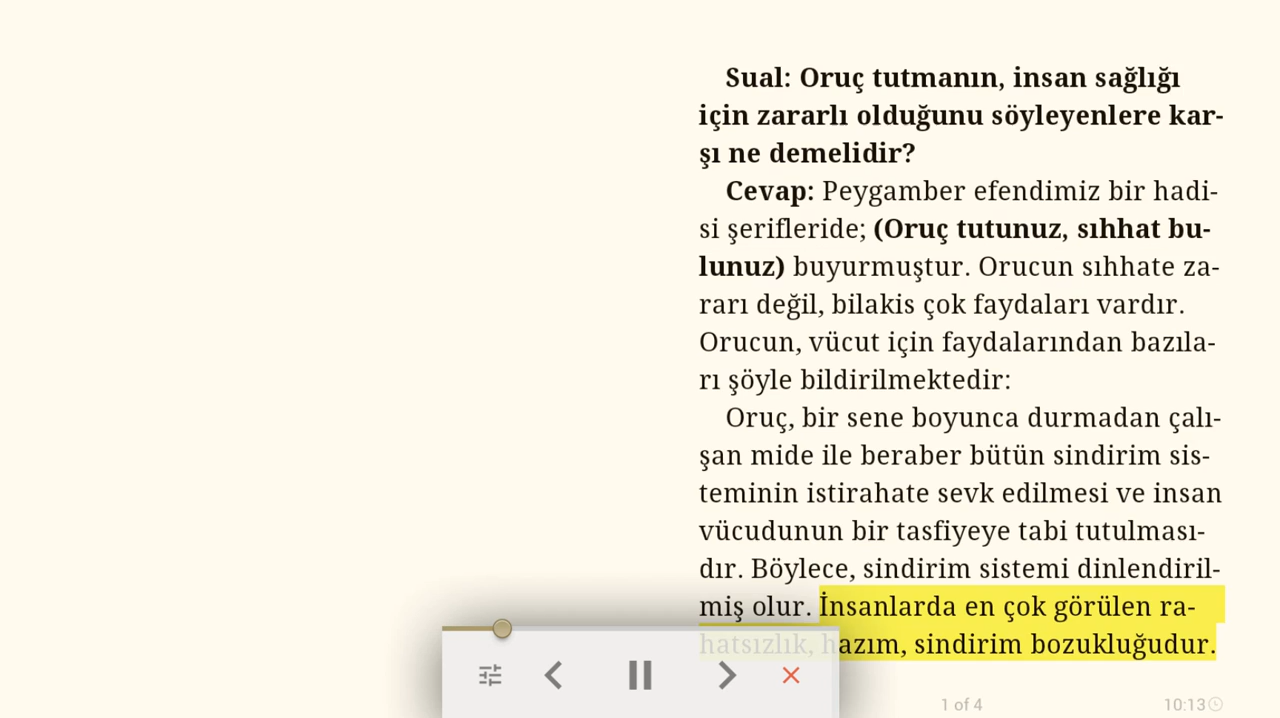 Sual: Oruç tutmanın, insan sağlığı
için zararlı olduğunu söyleyenlere kar-
şı ne demelidir?
Cevap: Peygamber efendimiz bir hadi-
si şerifleride; (Oruç tutunuz, sıhhat bu-
lunuz) buyurmuştur. Orucun sıhhate za-
rarı değil, bilakis çok faydaları vardır.
Orucun, vücut için faydalarından bazıla-
rı şöyle bildirilmektedir:
Oruç, bir sene boyunca durmadan çalı-
şan mide ile beraber bütün sindirim sis-
teminin istirahate sevk edilmesi ve insan
vücudunun bir tasfiyeye tabi tutulması-
dır. Böylece, sindirim sistemi dinlendiril-
miş olur. İnsanlarda en çok görülen ra-
hatsızlık, hazım, sindirim bozukluğudur.
1 of 4
10:13